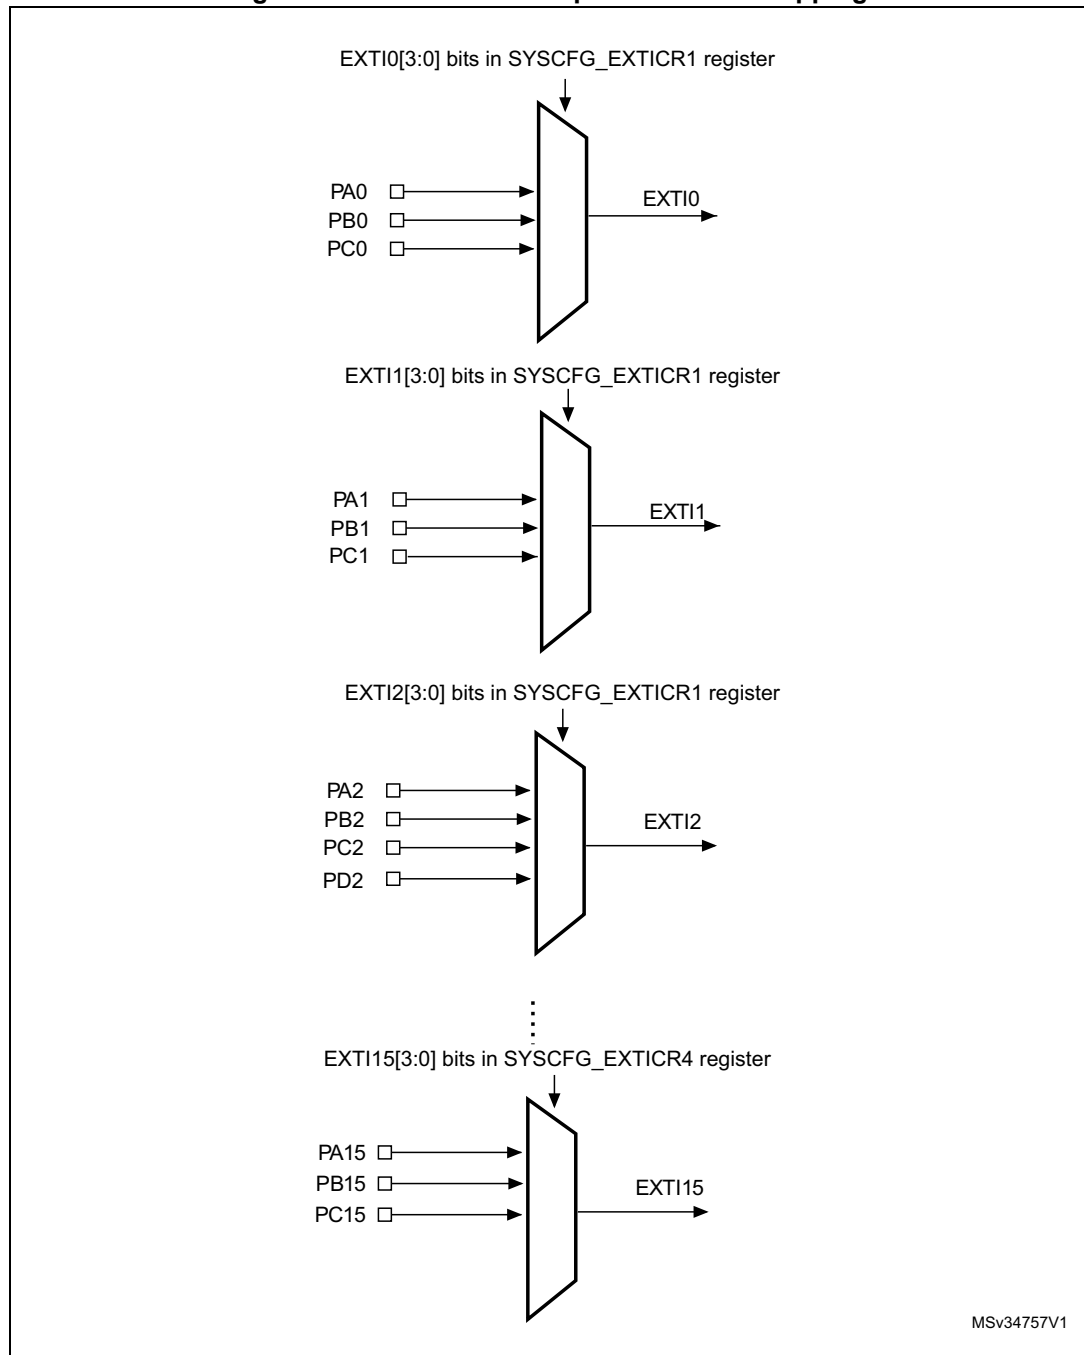 EXTI0[3:0] bits in SYSCFG_EXTICR1 register
PA0
PB0
PC0
EXTI0
EXTI1[3:0] bits in SYSCFG_EXTICR1 register
PA1
PB1
PC1
EXTI1
EXTI2[3:0] bits in SYSCFG_EXTICR1 register
PA2
PB2
PC2
PD2
EXTI2
EXTI15[3:0] bits in SYSCFG_EXTICR4 register
PA15
PB15
PC15
EXTI15
MSv34757V1